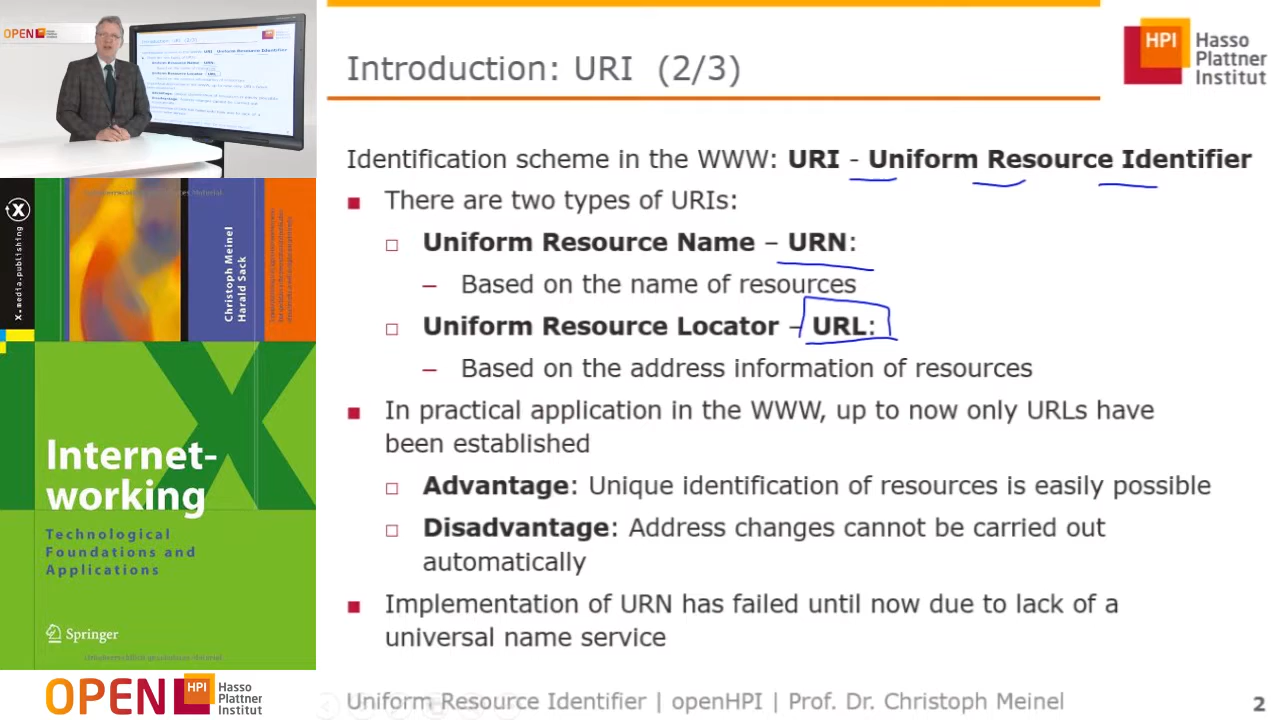 OPEN HPI
Introduction: URI (2/3)
HPI Hasso
Plattner
Institut
Identification scheme in the WWW: URI - Uniform Resource Identifier
■ There are two types of URIs:
□ Uniform Resource Name – URN:
– Based on the name of resources
□ Uniform Resource Locator – URL:
– Based on the address information of resources
■ In practical application in the WWW, up to now only URLs have
been established
□ Advantage: Unique identification of resources is easily possible
□ Disadvantage: Address changes cannot be carried out
automatically
■ Implementation of URN has failed until now due to lack of a
universal name service
X
x.media.publishing
Christoph Meinel
Harald Sack
X
Internet-
working
Technological
Foundations and
Applications
Springer
OPEN HPI Hasso
Plattner
Institut
Uniform Resource Identifier | openHPI | Prof. Dr. Christoph Meinel
2